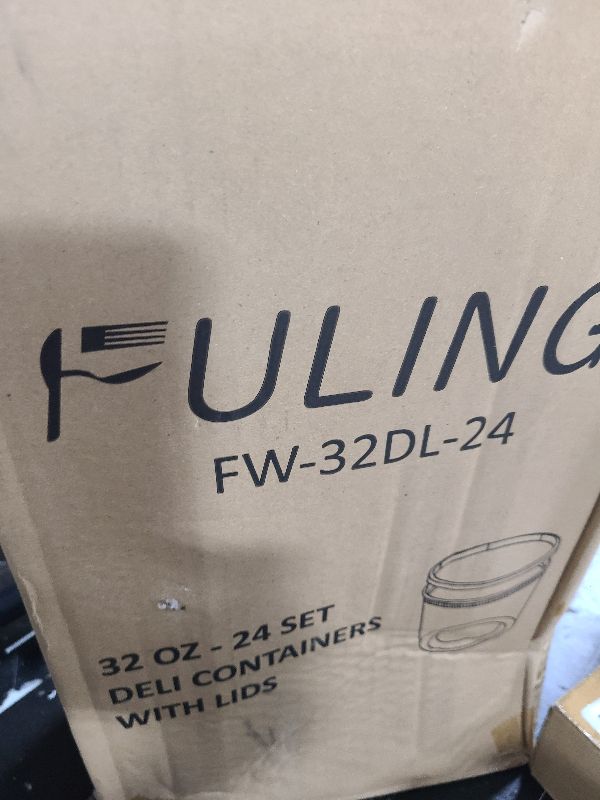 FULING
FW-32DL-24
32 OZ - 24 SET
DELI CONTAINERS
WITH LIDS